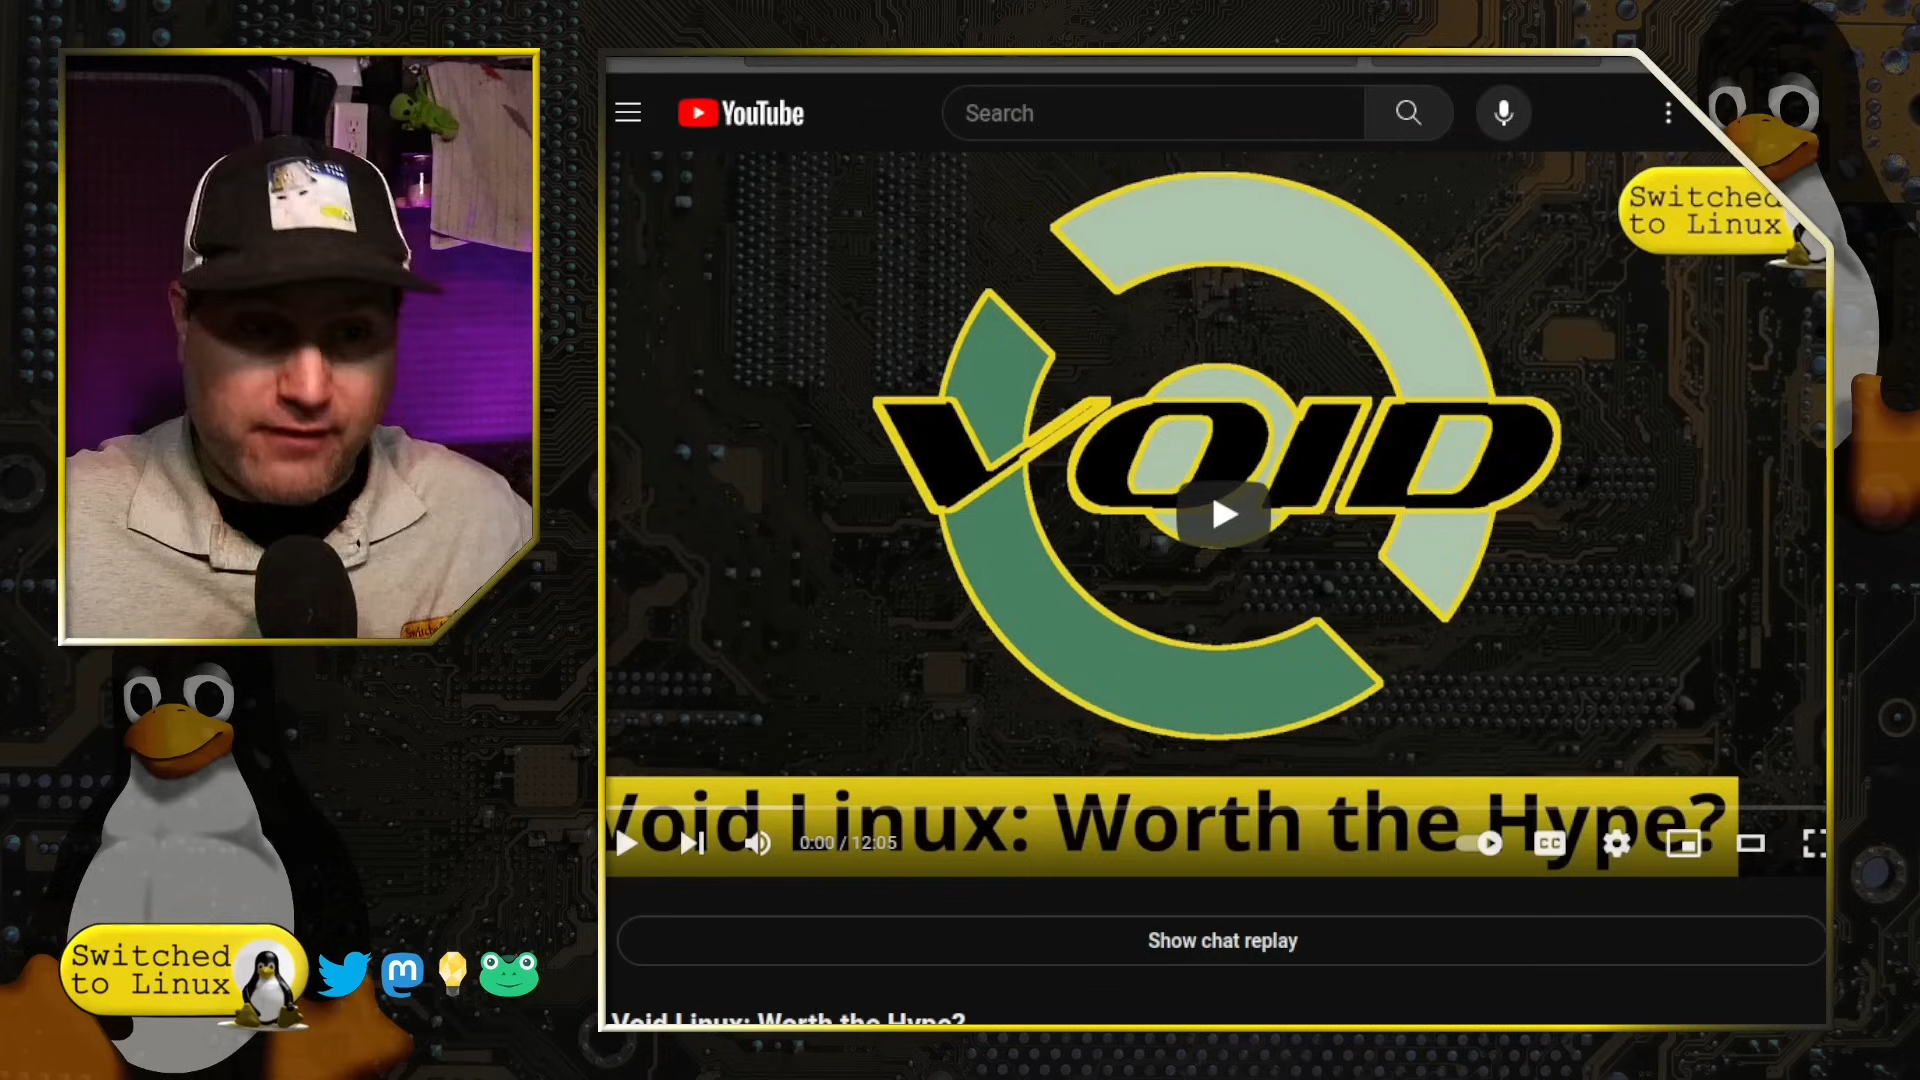 YouTube
Search
Switched
to Linux
VOID
Void Linux: Worth the Hype?
0:00 / 12:05
CC
Show chat replay
Void Linux: Worth the Hype?
Switched
to Linux